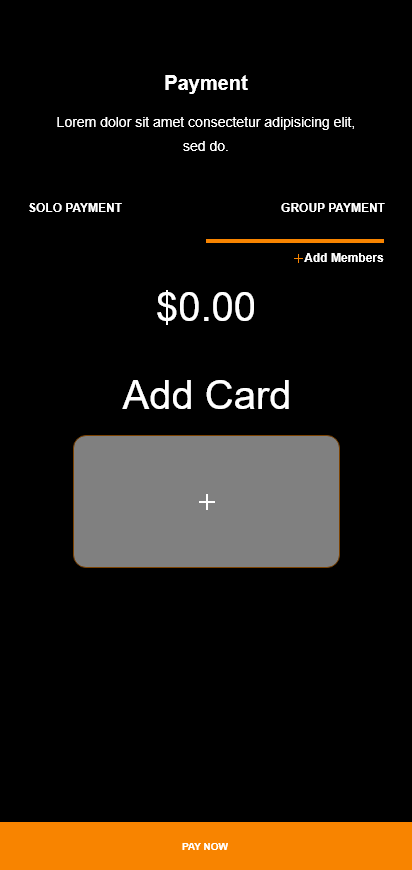 Payment
Lorem dolor sit amet consectetur adipisicing elit,
sed do.
SOLO PAYMENT GROUP PAYMENT
+Add Members
$0.00
Add Card
+
PAY NOW